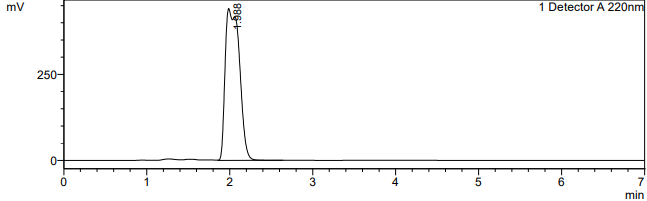 mV
1 Detector A 220nm
1.988
250
0
0 1 2 3 4 5 6 7
min